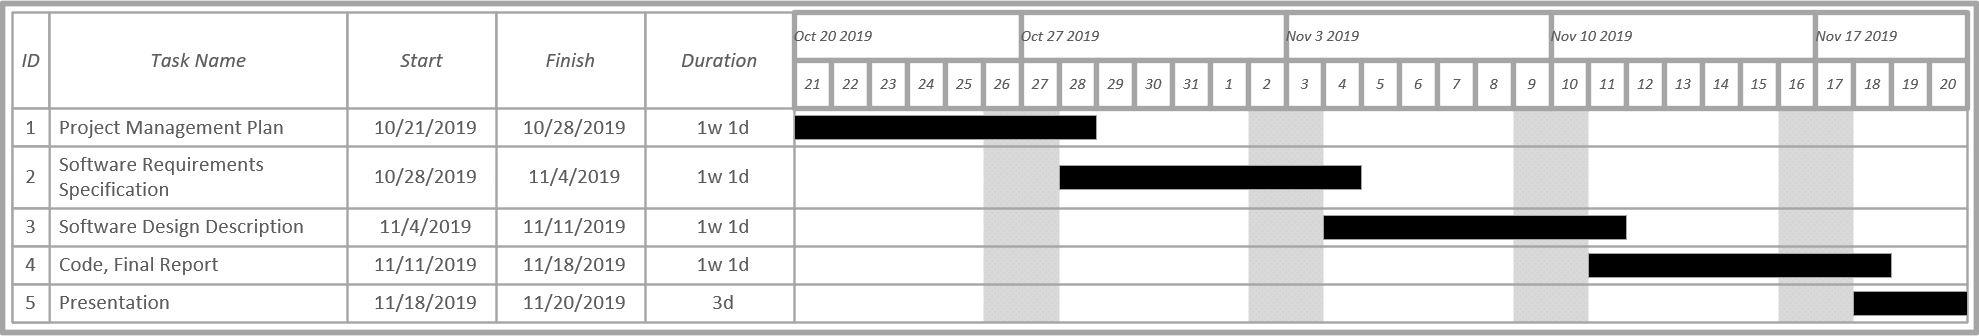 ID Task Name Start Finish Duration Oct 20 2019 Oct 27 2019 Nov 3 2019 Nov 10 2019 Nov 17 2019
21 22 23 24 25 26 27 28 29 30 31 1 2 3 4 5 6 7 8 9 10 11 12 13 14 15 16 17 18 19 20
1 Project Management Plan 10/21/2019 10/28/2019 1w 1d
2 Software Requirements
Specification 10/28/2019 11/4/2019 1w 1d
3 Software Design Description 11/4/2019 11/11/2019 1w 1d
4 Code, Final Report 11/11/2019 11/18/2019 1w 1d
5 Presentation 11/18/2019 11/20/2019 3d